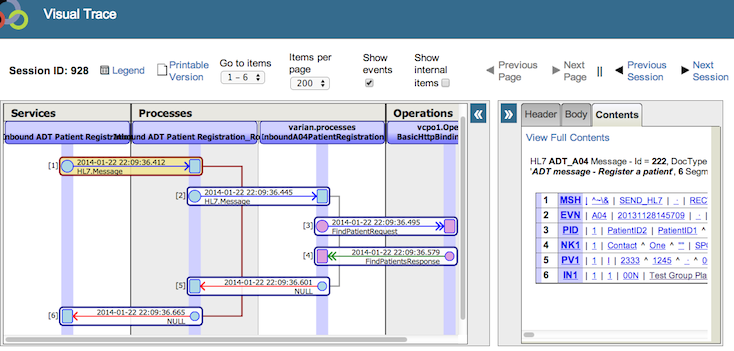 Visual Trace
Session ID: 928
Legend
Printable
Version
Go to items
1 – 6
Items per
page
200
Show
events
Show
internal
items
Previous
Page
Next
Page
||
Previous
Session
Next
Session
Services
Processes
Operations
nbound ADT Patient
nbound ADT Patient Registration_Ro
varian.processes
InboundA04PatientRegistration
vcpo1.Ope
BasicHttpBindin
[1]
2014-01-22 22:09:36.412
HL7.Message
[2]
2014-01-22 22:09:36.445
HL7.Message
[3]
2014-01-22 22:09:36.495
FindPatientRequest
[4]
2014-01-22 22:09:36.579
FindPatientsResponse
[5]
2014-01-22 22:09:36.601
NULL
[6]
2014-01-22 22:09:36.665
NULL
Header
Body
Contents
View Full Contents
HL7 ADT_A04 Message - Id = 222, DocType
'ADT message - Register a patient', 6 Segm
1 MSH | ^~\& | SEND_HL7 | - | REC
2 EVN | A04 | 20131128145709 | - |
3 PID | 1 | PatientID2 | PatientID1 ^
4 NK1 | 1 | Contact ^ One ^ "" | SPO
5 PV1 | | | | 2333 ^ 1245 ^ - ^ 0
6 IN1 | 1 | 1 | 00N | Test Group Pla